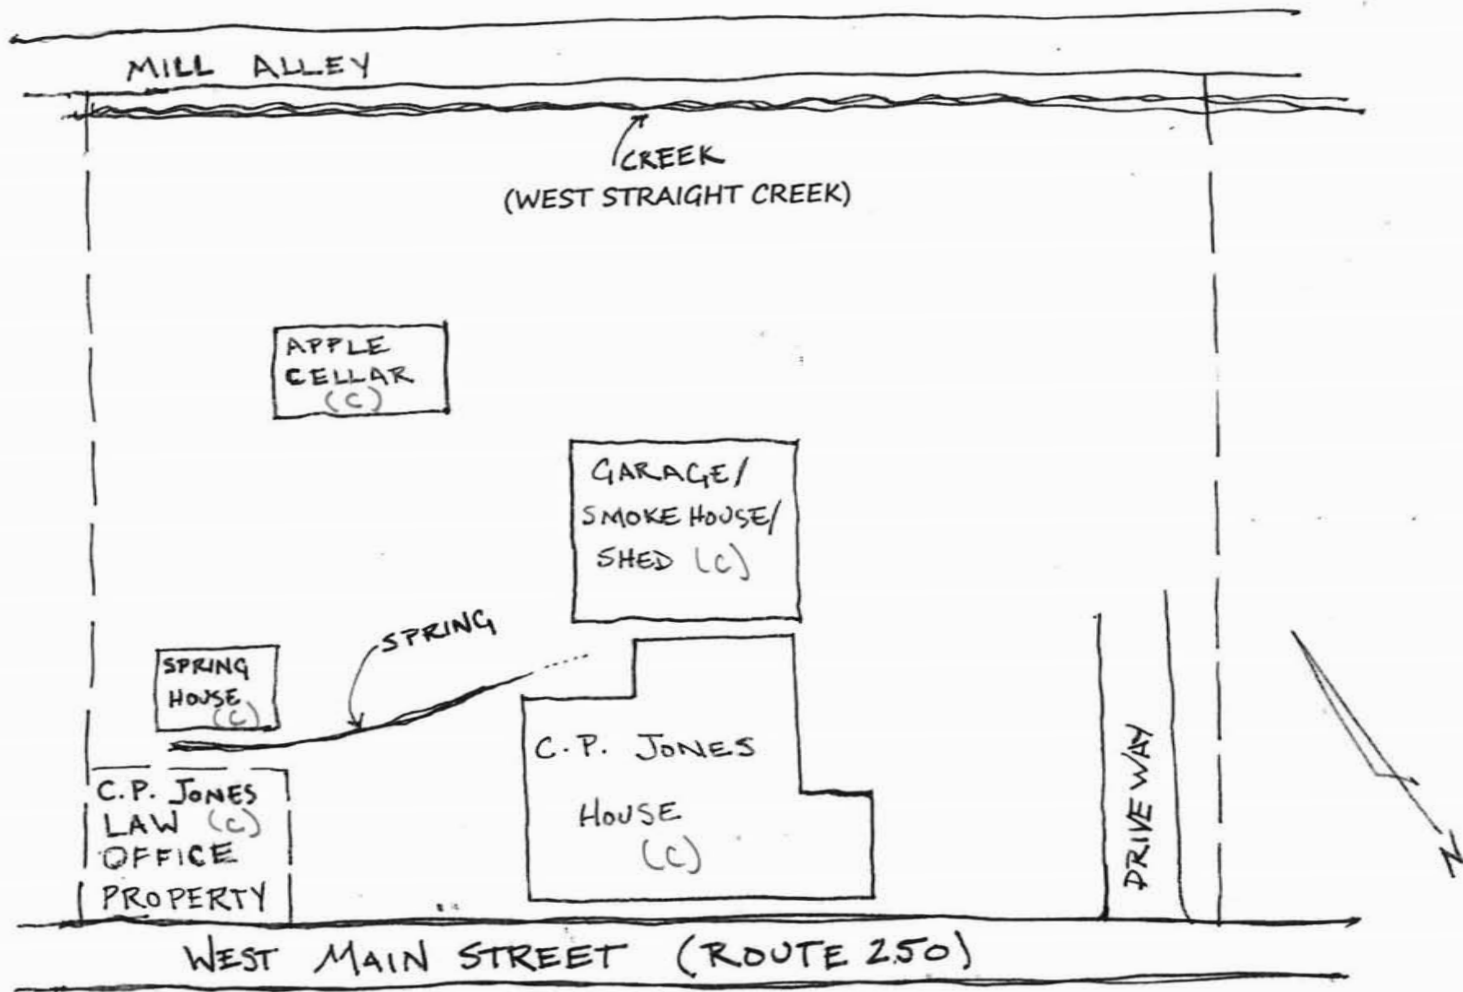 MILL ALLEY
CREEK
(WEST STRAIGHT CREEK)
APPLE
CELLAR
(C)
GARAGE/
SMOKE HOUSE/
SHED (C)
SPRING
SPRING
HOUSE
(C)
C.P. JONES
HOUSE
(C)
C.P. JONES
LAW (C)
OFFICE
PROPERTY
DRIVEWAY
N
WEST MAIN STREET (ROUTE 250)